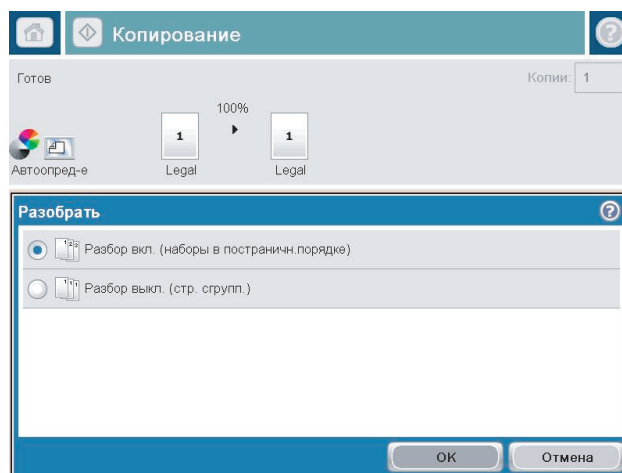 Копирование
Готов
Копии: 1
100%
1 1
Автоопред-е Legal Legal
Разобрать
Разбор вкл. (наборы в постраничн.порядке)
Разбор выкл. (стр. сгрупп.)
OK Отмена